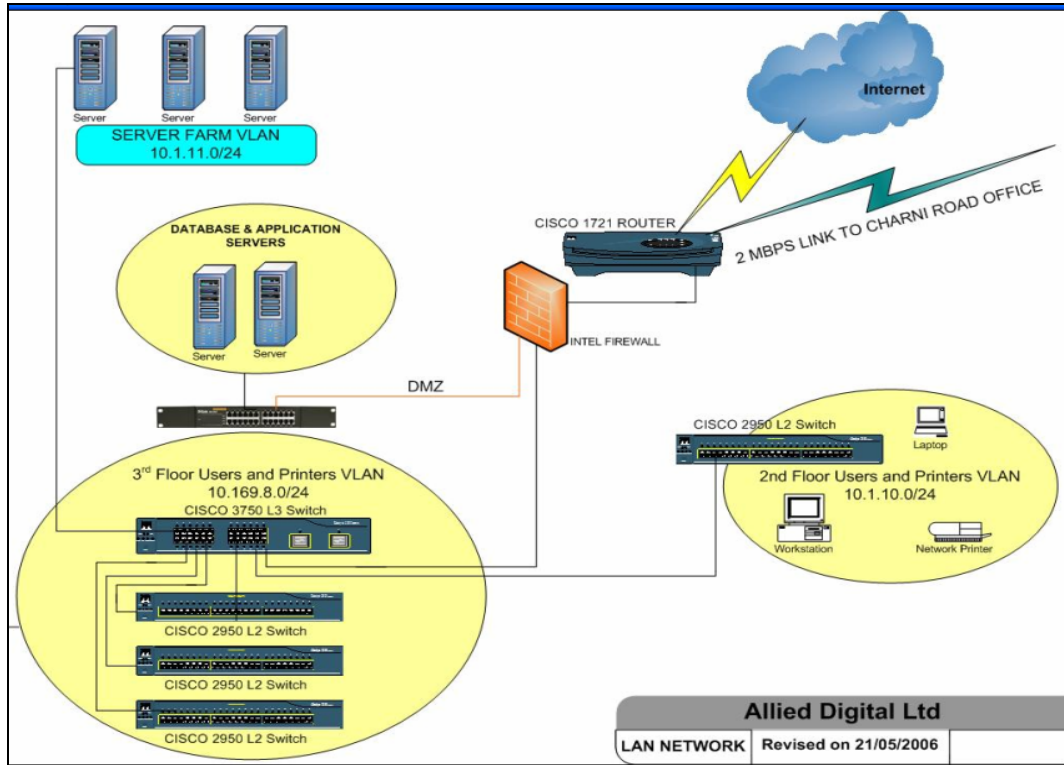 Server
Server
Server
SERVER FARM VLAN
10.1.11.0/24
Internet
CISCO 1721 ROUTER
2 MBPS LINK TO CHARNI ROAD OFFICE
DATABASE & APPLICATION
SERVERS
Server
Server
INTEL FIREWALL
DMZ
CISCO 2950 L2 Switch
Laptop
2nd Floor Users and Printers VLAN
10.1.10.0/24
Workstation
Network Printer
3rd Floor Users and Printers VLAN
10.169.8.0/24
CISCO 3750 L3 Switch
CISCO 2950 L2 Switch
CISCO 2950 L2 Switch
CISCO 2950 L2 Switch
Allied Digital Ltd
LAN NETWORK
Revised on 21/05/2006